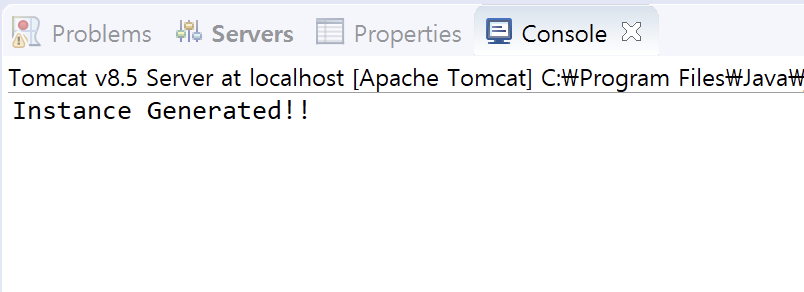 Problems Servers Properties Console
Tomcat v8.5 Server at localhost [Apache Tomcat] C:₩Program Files₩Java₩
Instance Generated!!